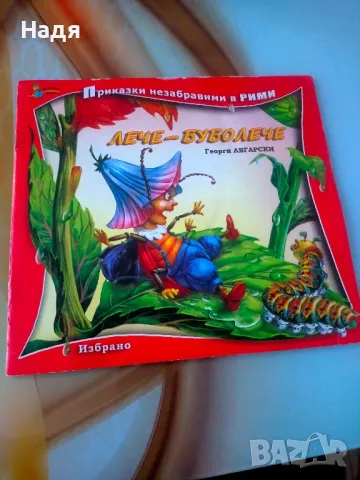 Надя
Приказки незабравими в РИМИ
ЛЕЧЕ-БУБОЛЕЧЕ
Георги АВГАРСКИ
Избрано
BAZAR